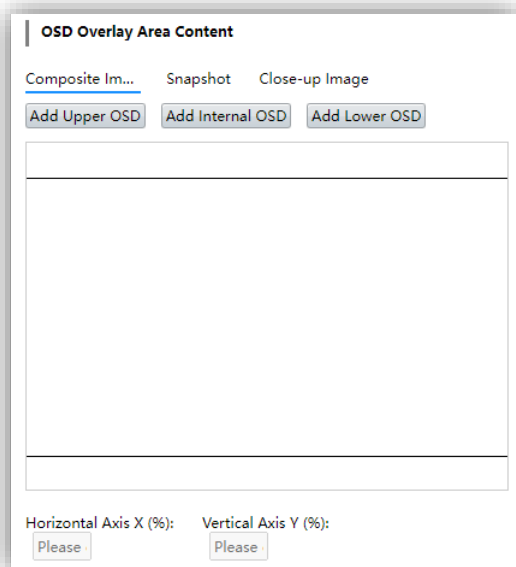 OSD Overlay Area Content
Composite Im... Snapshot Close-up Image
Add Upper OSD Add Internal OSD Add Lower OSD
Horizontal Axis X (%): Vertical Axis Y (%):
Please Please